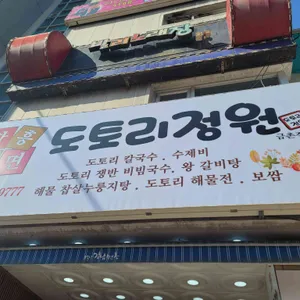 도토리정원
도토리 칼국수 . 수제비
도토리 쟁반 비빔국수. 왕 갈비탕
9777
해물 찹쌀누룽지탕 . 도토리 해물전 . 보쌈